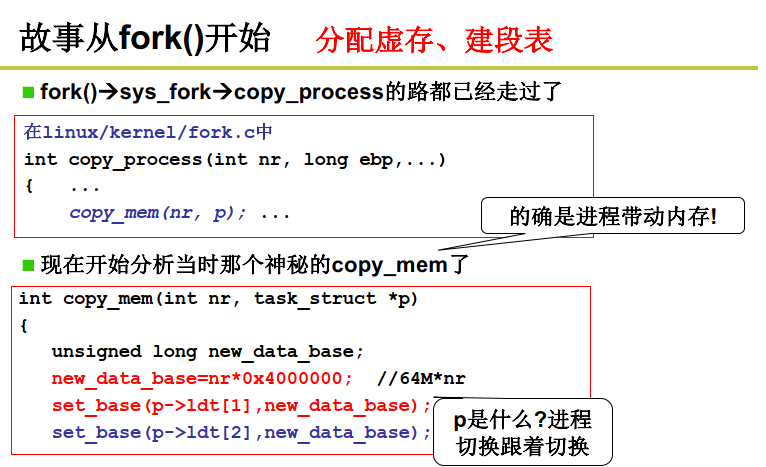 故事从fork()开始 分配虚存、建段表
fork()→sys_fork→copy_process的路都已经走过了
在linux/kernel/fork.c中
int copy_process(int nr, long ebp,...)
{ ...
copy_mem(nr, p); ...
的确是进程带动内存!
现在开始分析当时那个神秘的copy_mem了
int copy_mem(int nr, task_struct *p)
{
unsigned long new_data_base;
new_data_base=nr*0x4000000; //64M*nr
set_base(p->ldt[1],new_data_base);
set_base(p->ldt[2],new_data_base);
p是什么?进程
切换跟着切换